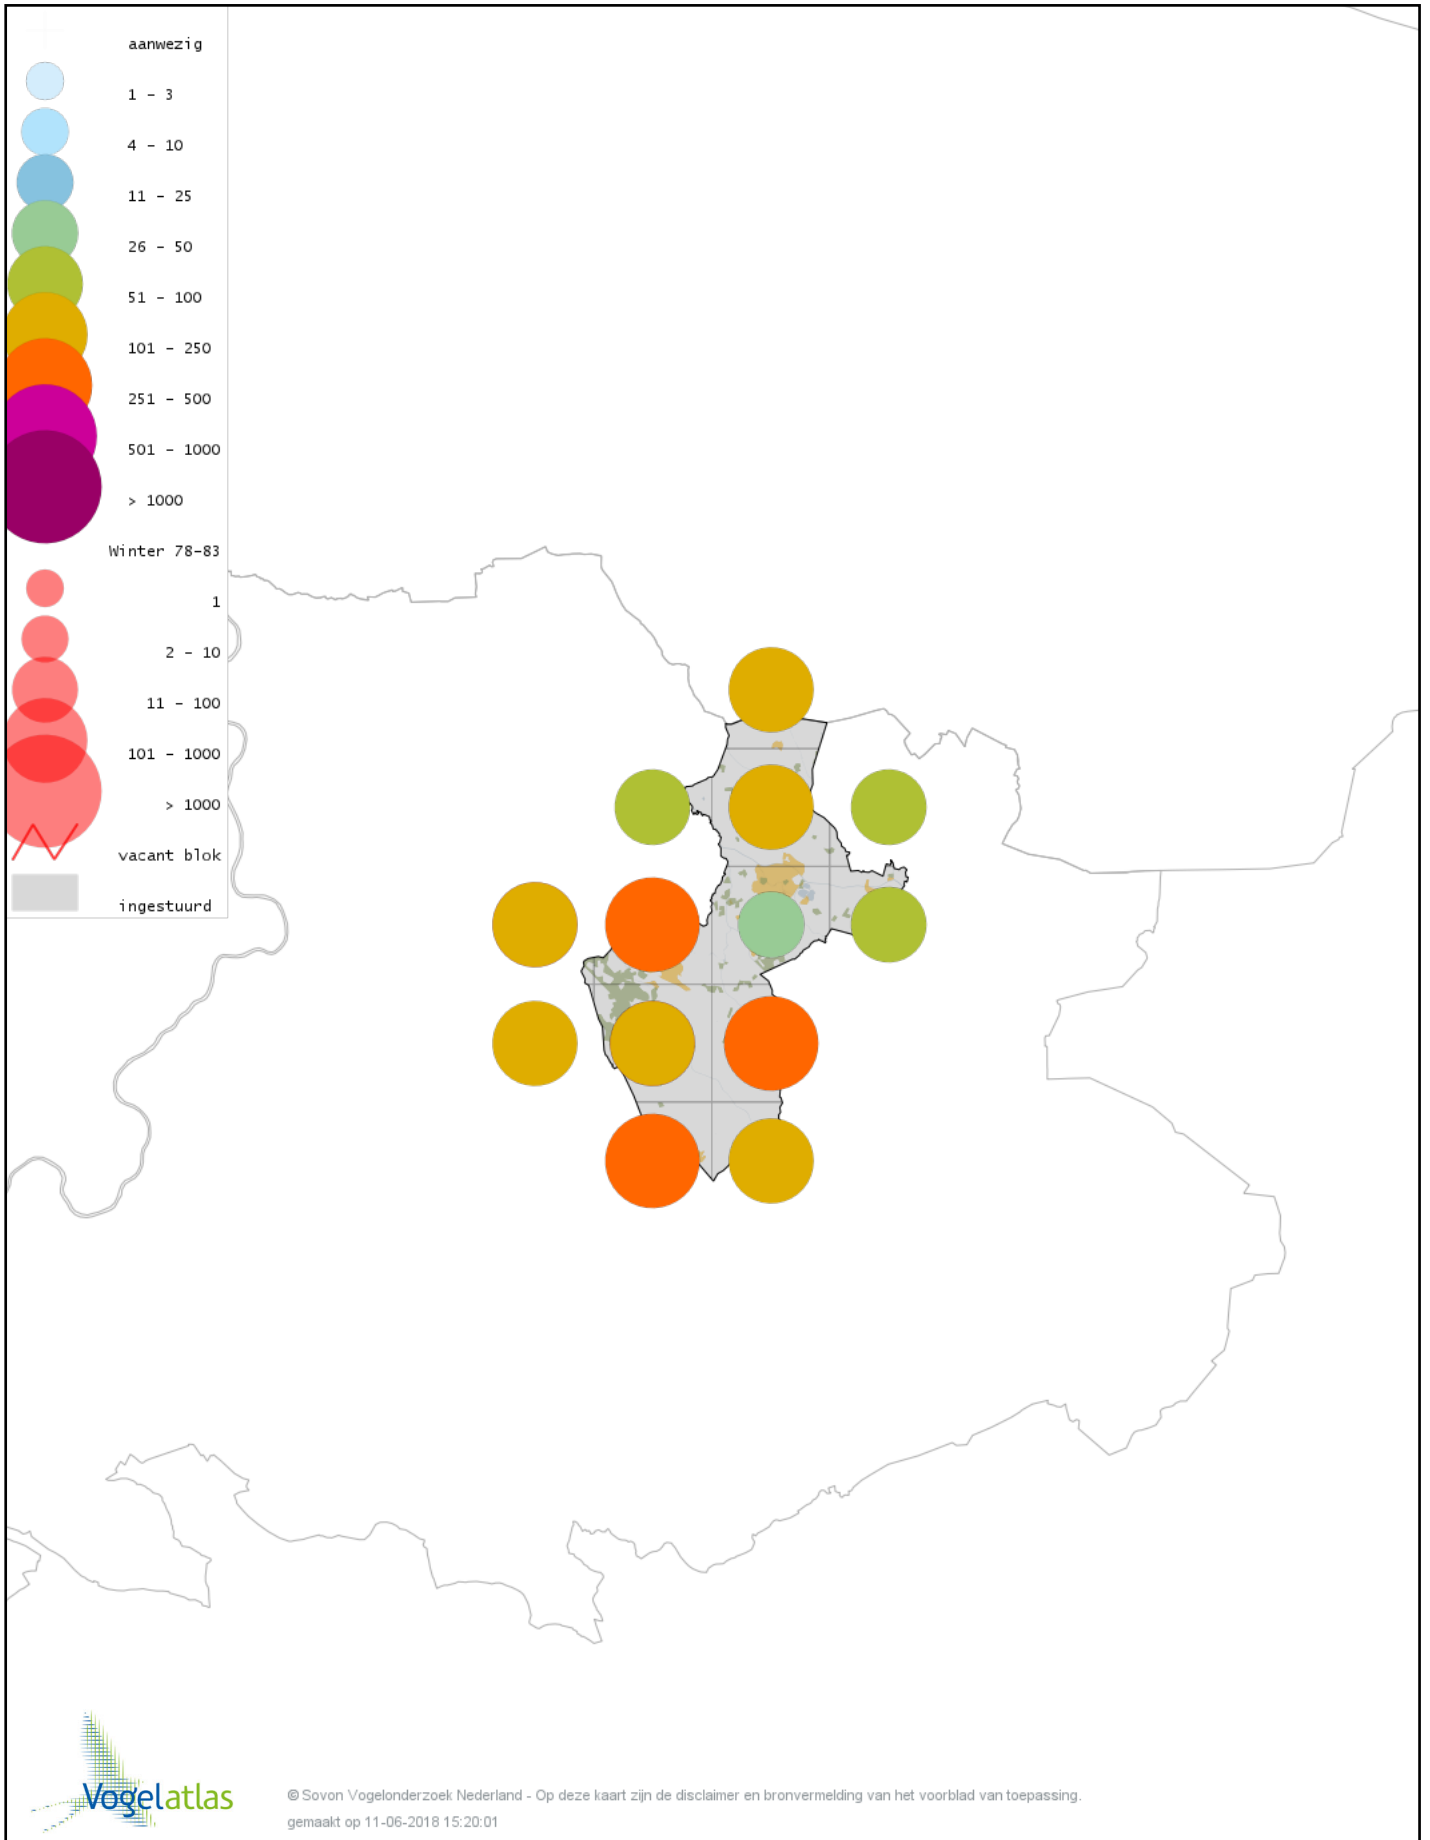 aanwezig
1 - 3
4 - 10
11 - 25
26 - 50
51 - 100
101 - 250
251 - 500
501 - 1000
> 1000
Winter 78-83
1
2 - 10
11 - 100
101 - 1000
> 1000
vacant blok
ingestuurd
Vogelatlas
© Sovon Vogelonderzoek Nederland - Op deze kaart zijn de disclaimer en bronvermelding van het voorblad van toepassing.
gemaakt op 11-06-2018 15:20:01